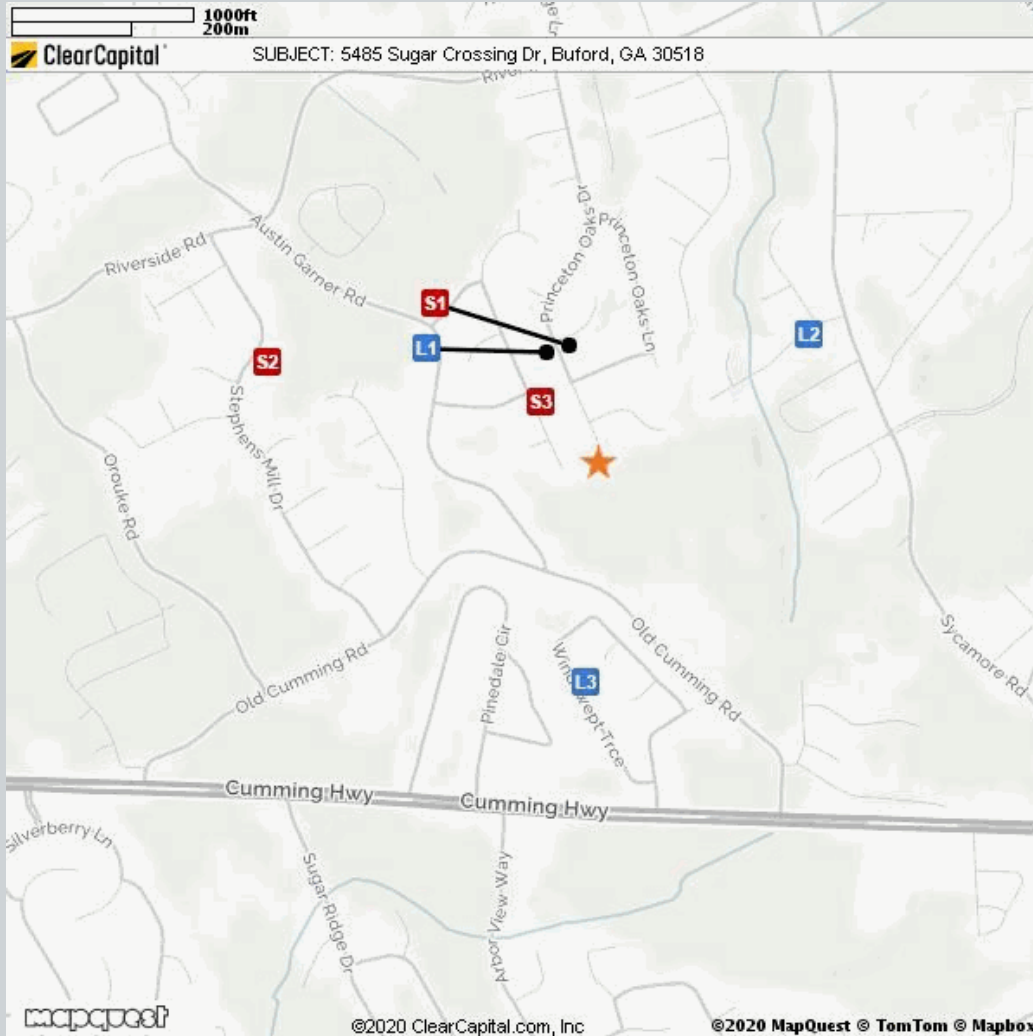 1000ft
200m
ClearCapital
SUBJECT: 5485 Sugar Crossing Dr, Buford, GA 30518
Princeton Oaks Dr
Princeton Oaks Ln
Riverside Rd
Austin Garner Rd
S1
L1
L2
S2
S3
Stephens Mill Dr
Orouke Rd
Old Cumming Rd
Pinedale Cir
Windswept Trce
L3
Old Cumming Rd
Sycamore Rd
Cumming Hwy
Cumming Hwy
Silverberry Ln
Sugar Ridge Dr
Arbor View Way
mapquest
©2020 ClearCapital.com, Inc
©2020 MapQuest © TomTom © Mapbox